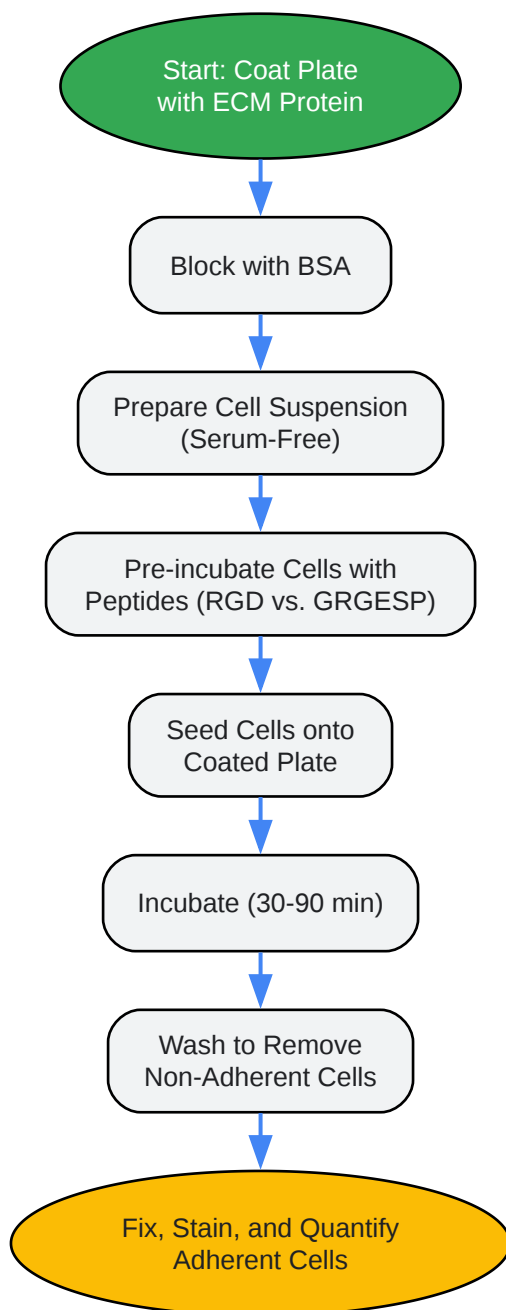 Start: Coat Plate
with ECM Protein
Block with BSA
Prepare Cell Suspension
(Serum-Free)
Pre-incubate Cells with
Peptides (RGD vs. GRGESP)
Seed Cells onto
Coated Plate
Incubate (30-90 min)
Wash to Remove
Non-Adherent Cells
Fix, Stain, and Quantify
Adherent Cells